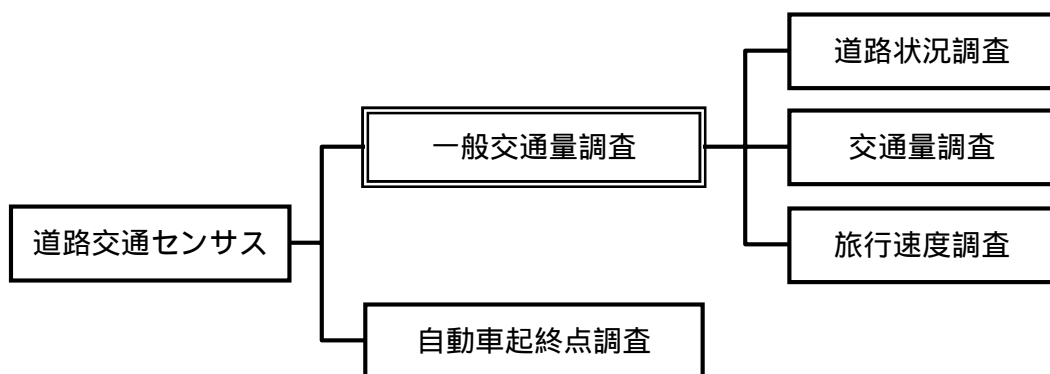 道路交通センサス
一般交通量調査
自動車起終点調査
道路状況調査
交通量調査
旅行速度調査